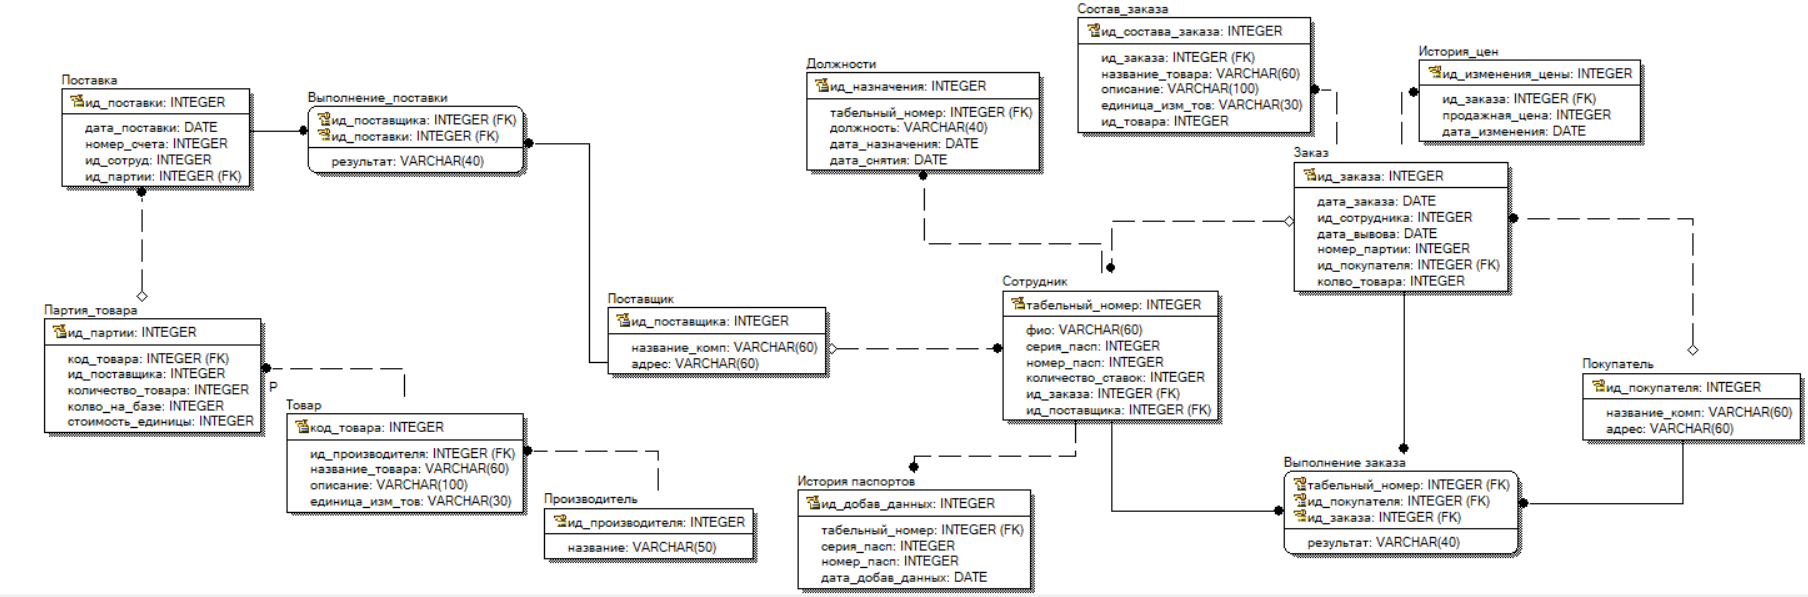 Поставка
ид_поставки: INTEGER
дата_поставки: DATE
номер_счета: INTEGER
ид_сотруд: INTEGER
ид_партии: INTEGER (FK)
Выполнение_поставки
ид_поставщика: INTEGER (FK)
ид_поставки: INTEGER (FK)
результат: VARCHAR(40)
Должности
ид_назначения: INTEGER
табельный_номер: INTEGER (FK)
должность: VARCHAR(40)
дата_назначения: DATE
дата_снятия: DATE
Состав_заказа
ид_состава_заказа: INTEGER
ид_заказа: INTEGER (FK)
название_товара: VARCHAR(60)
описание: VARCHAR(100)
единица_изм_тов: VARCHAR(30)
ид_товара: INTEGER
История_цен
ид_изменения_цены: INTEGER
ид_заказа: INTEGER (FK)
продажная_цена: INTEGER
дата_изменения: DATE
Заказ
ид_заказа: INTEGER
дата_заказа: DATE
ид_сотрудника: INTEGER
дата_вывова: DATE
номер_партии: INTEGER
ид_покупателя: INTEGER (FK)
колво_товара: INTEGER
Партия_товара
ид_партии: INTEGER
код_товара: INTEGER (FK)
ид_поставщика: INTEGER
количество_товара: INTEGER
колво_на_базе: INTEGER
стоимость_единицы: INTEGER
P
Товар
код_товара: INTEGER
ид_производителя: INTEGER (FK)
название_товара: VARCHAR(60)
описание: VARCHAR(100)
единица_изм_тов: VARCHAR(30)
Производитель
ид_производителя: INTEGER
название: VARCHAR(50)
Поставщик
ид_поставщика: INTEGER
название_комп: VARCHAR(60)
адрес: VARCHAR(60)
Сотрудник
табельный_номер: INTEGER
фио: VARCHAR(60)
серия_пасп: INTEGER
номер_пасп: INTEGER
количество_ставок: INTEGER
ид_заказа: INTEGER (FK)
ид_поставщика: INTEGER (FK)
История паспортов
ид_добав_данных: INTEGER
табельный_номер: INTEGER (FK)
серия_пасп: INTEGER
номер_пасп: INTEGER
дата_добав_данных: DATE
Покупатель
ид_покупателя: INTEGER
название_комп: VARCHAR(60)
адрес: VARCHAR(60)
Выполнение заказа
табельный_номер: INTEGER (FK)
ид_покупателя: INTEGER (FK)
ид_заказа: INTEGER (FK)
результат: VARCHAR(40)